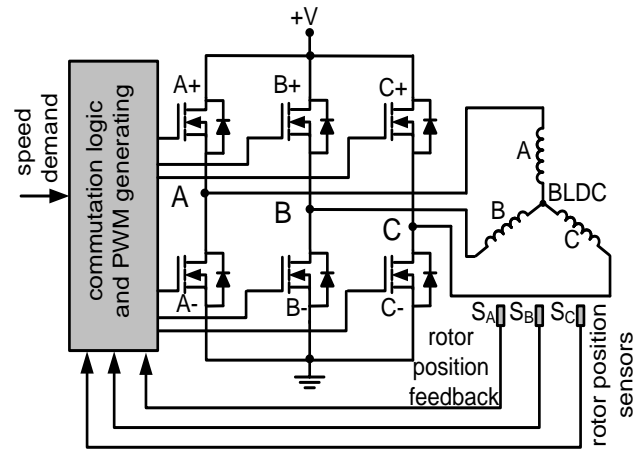 +V
A+
B+
C+
speed
demand
commutation logic
and PWM generating
A
B
C
A
B
C
BLDC
A-
B-
C-
SA
SB
SC
rotor
position
feedback
rotor position
sensors